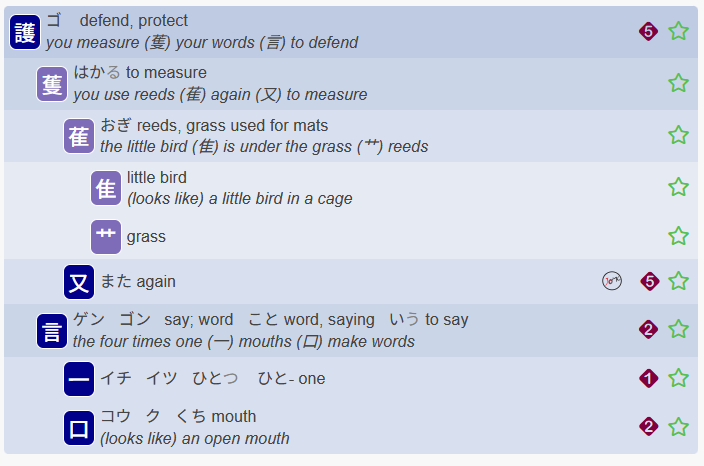 護 ゴ defend, protect 5
you measure (蒦) your words (言) to defend
蒦 はかる to measure
you use reeds (萑) again (又) to measure
萑 おぎ reeds, grass used for mats
the little bird (隹) is under the grass (艹) reeds
隹 little bird
(looks like) a little bird in a cage
艹 grass
又 また again 5
言 ゲン ゴン say; word こと word, saying いう to say 2
the four times one (一) mouths (口) make words
一 イチ イツ ひとつ ひと- one 1
口 コウ ク くち mouth 2
(looks like) an open mouth